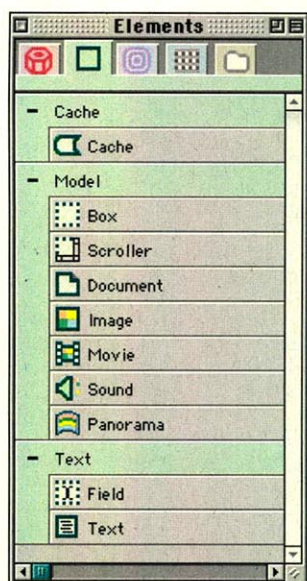 Elements
Cache
Cache
Model
Box
Scroller
Document
Image
Movie
Sound
Panorama
Text
Field
Text